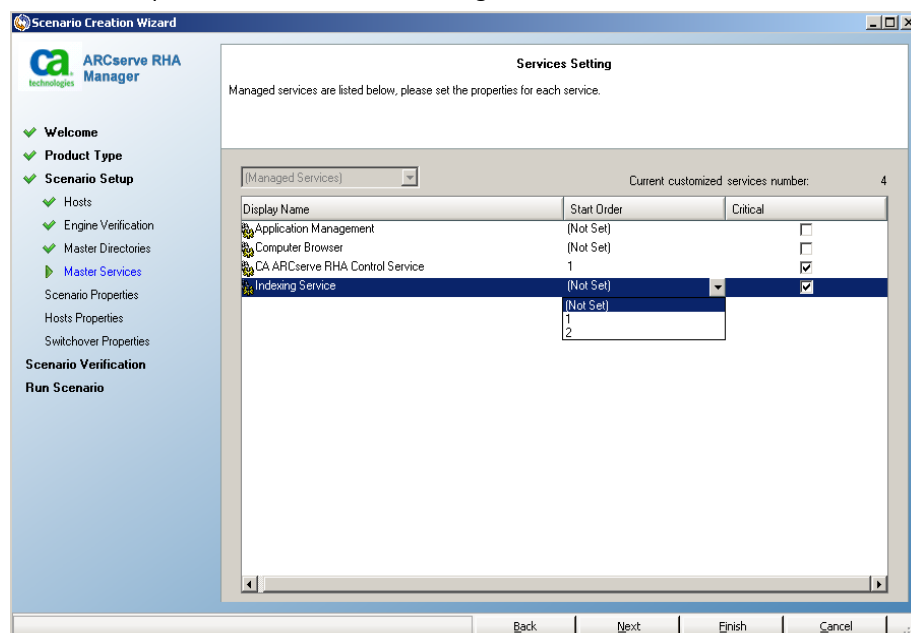 Scenario Creation Wizard
ca
technologies
ARCserve RHA
Manager
Services Setting
Managed services are listed below, please set the properties for each service.
Welcome
Product Type
Scenario Setup
Hosts
Engine Verification
Master Directories
Master Services
Scenario Properties
Hosts Properties
Switchover Properties
Scenario Verification
Run Scenario
(Managed Services)
Current customized services number: 4
Display Name Start Order Critical
Application Management (Not Set)
Computer Browser (Not Set)
CA ARCserve RHA Control Service 1
Indexing Service (Not Set)
(Not Set)
1
2
Back Next Finish Cancel